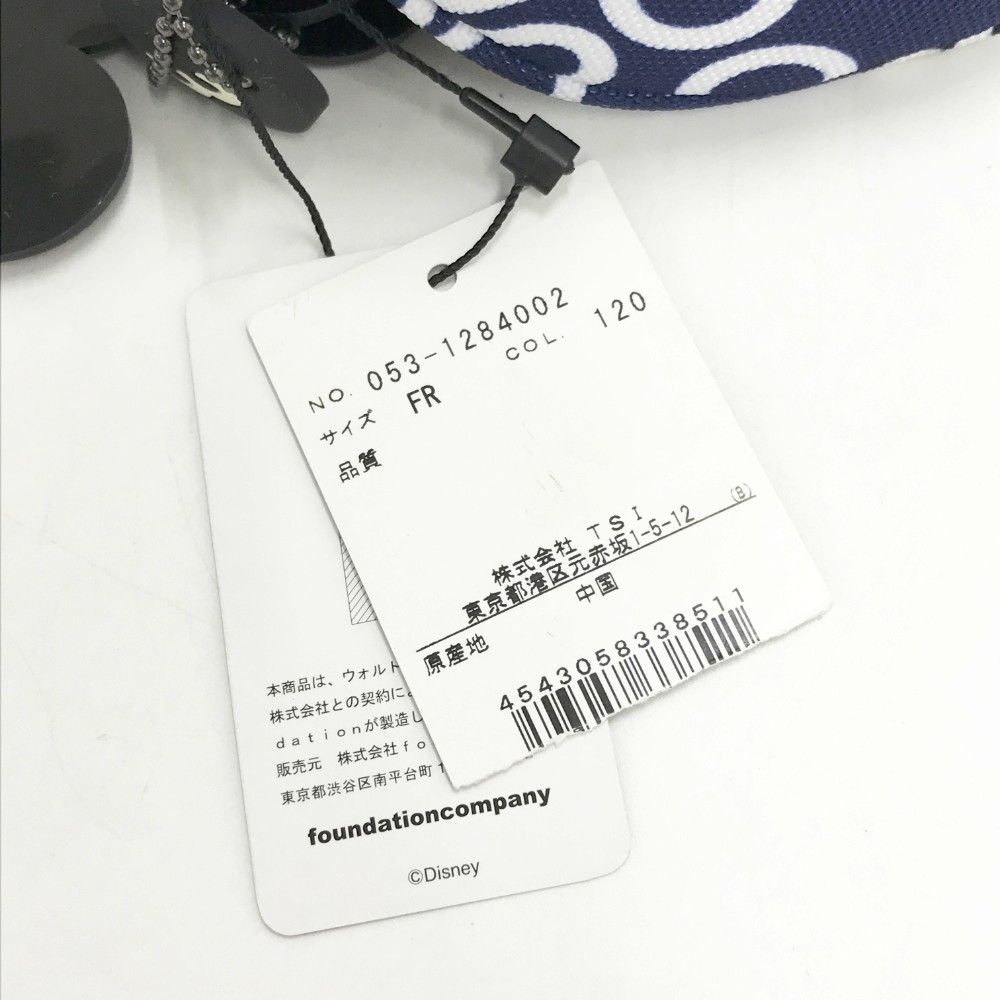 NO. 053-1284002
COL. 120
サイズ FR
品質
(B)
株式会社 TSI
東京都港区元赤坂1-5-12
原産地 中国
4543058338511
本商品は、ウォルト
株式会社との契約に
dationが製造し
販売元 株式会社fo
東京都渋谷区南平台町1
foundationcompany
©Disney